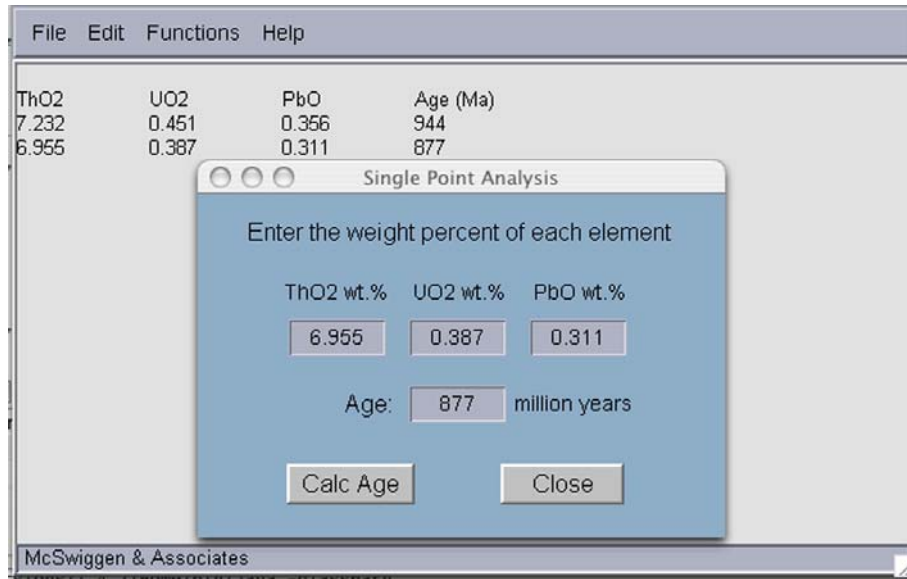 File Edit Functions Help
ThO2 UO2 PbO Age (Ma)
7.232 0.451 0.356 944
6.955 0.387 0.311 877
Single Point Analysis
Enter the weight percent of each element
ThO2 wt.% UO2 wt.% PbO wt.%
6.955 0.387 0.311
Age: 877 million years
Calc Age Close
McSwiggen & Associates